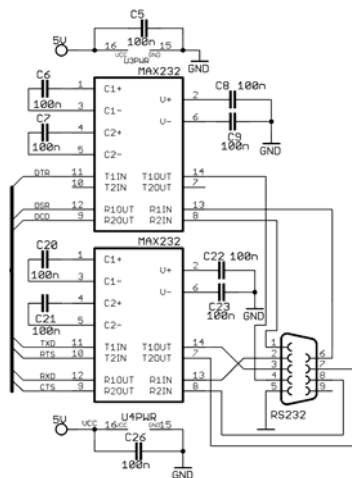 C5
100n
5V
16 VCC GND 15
U3PWR
GND
MAX232
C6
100n
1 C1+
3 C1-
C7
100n
4 C2+
5 C2-
V+ 2
C8 100n
V- 6
C9
100n
GND
DTR 11 T1IN T1OUT 14
10 T2IN T2OUT 7
DSR 12 R1OUT R1IN 13
DCD 9 R2OUT R2IN 8
MAX232
C20
100n
1 C1+
3 C1-
C21
100n
4 C2+
5 C2-
V+ 2
C22 100n
V- 6
C23
100n
GND
TXD 11 T1IN T1OUT 14
RTS 10 T2IN T2OUT 7
RXD 12 R1OUT R1IN 13
CTS 9 R2OUT R2IN 8
1
2 6
3 7
4 8
5 9
RS232
5V
VCC
U4PWR
16 VCC GND 15
C26
100n
GND